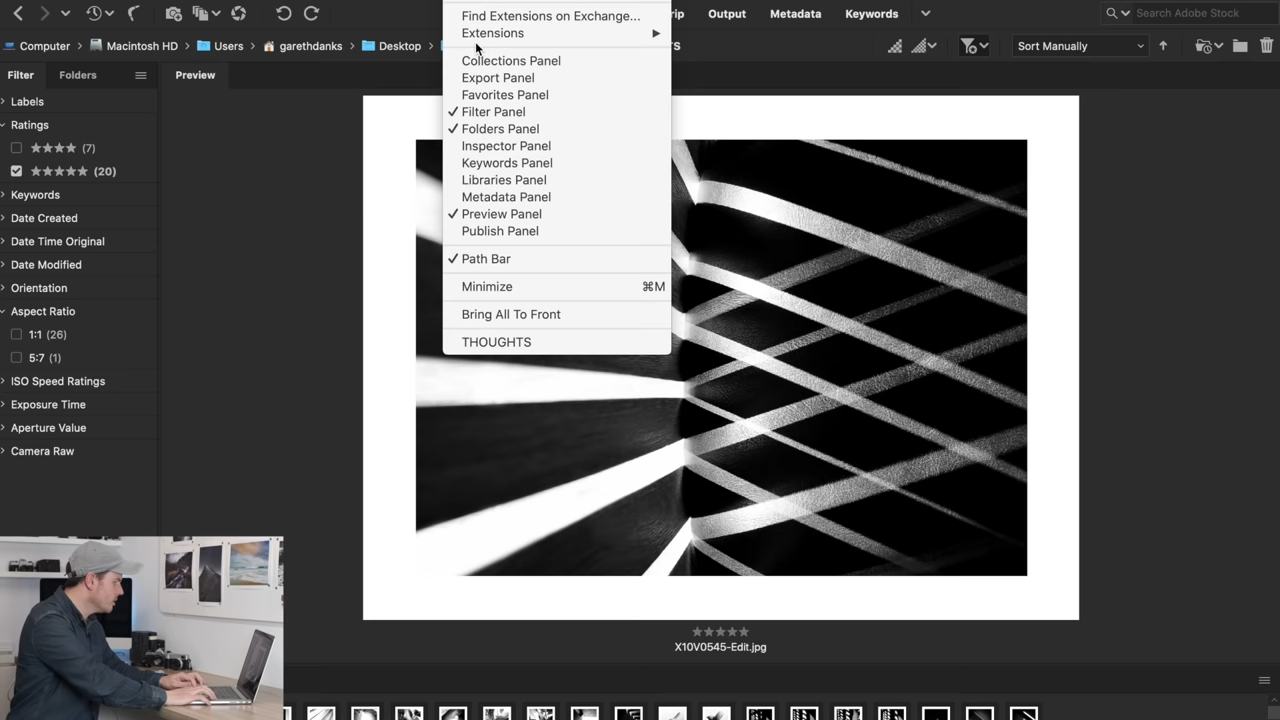 Find Extensions on Exchange...
rip
Output
Metadata
Keywords
Search Adobe Stock
Extensions
Computer
Macintosh HD
Users
garethdanks
Desktop
S
Sort Manually
Filter
Folders
Preview
Collections Panel
Export Panel
Favorites Panel
Filter Panel
Folders Panel
Inspector Panel
Keywords Panel
Libraries Panel
Metadata Panel
Preview Panel
Publish Panel
Path Bar
Minimize ⌘M
Bring All To Front
THOUGHTS
Labels
Ratings
(7)
(20)
Keywords
Date Created
Date Time Original
Date Modified
Orientation
Aspect Ratio
1:1 (26)
5:7 (1)
ISO Speed Ratings
Exposure Time
Aperture Value
Camera Raw
X10V0545-Edit.jpg